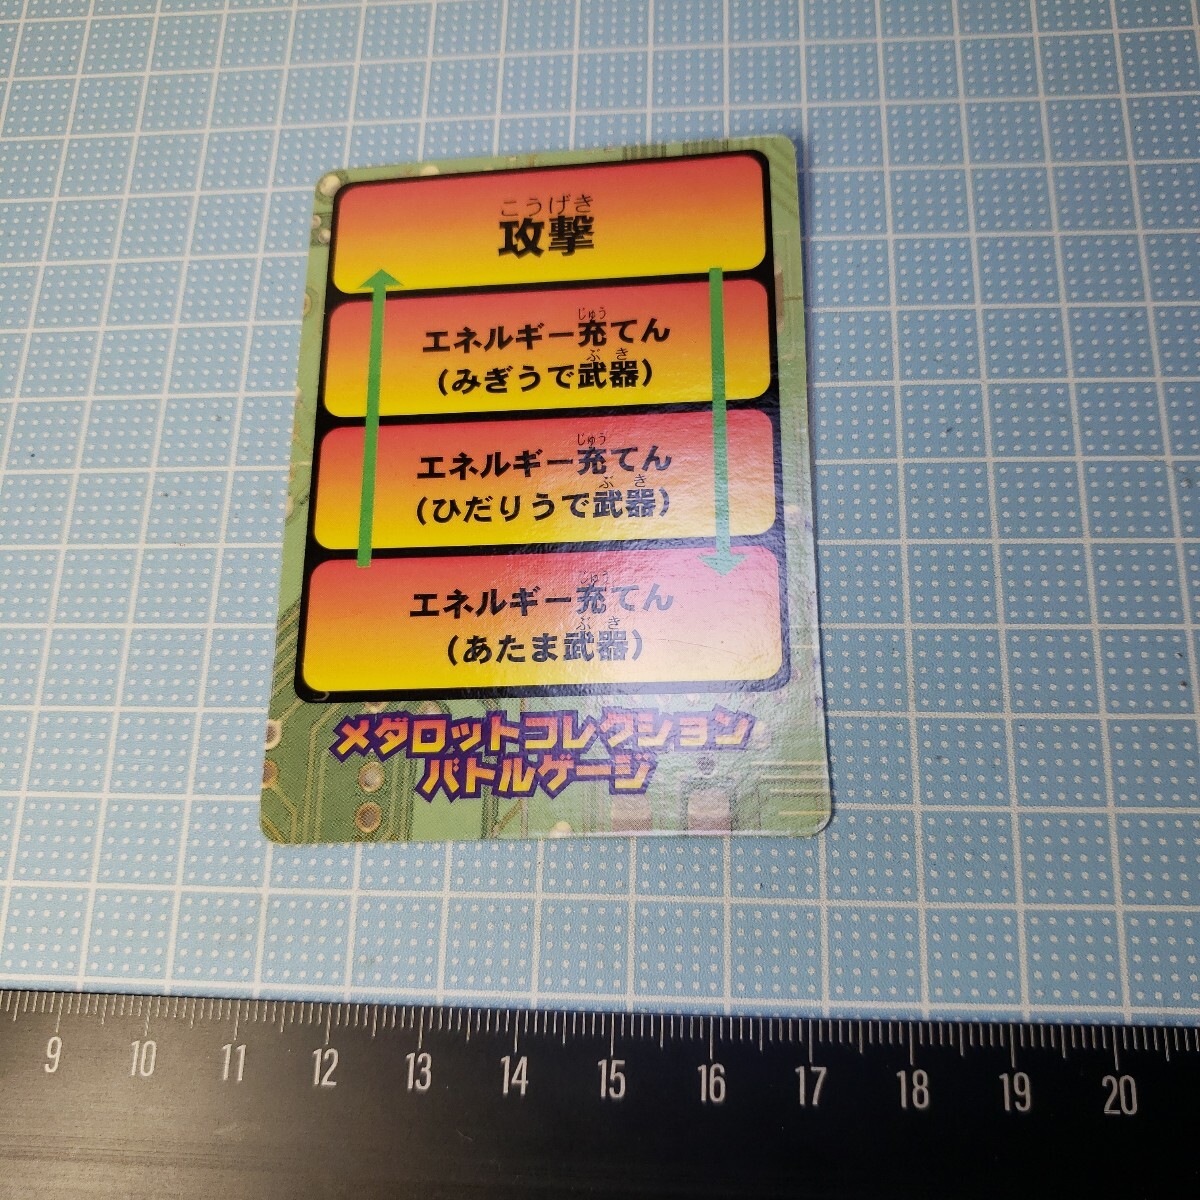 こうげき
攻撃
じゅう
エネルギー充てん
ぶき
(みぎうで武器)
じゅう
エネルギー充てん
ぶき
(ひだりうで武器)
じゅう
エネルギー充てん
ぶき
(あたま武器)
メダロットコレクション
バトルゲージ
9 10 11 12 13 14 15 16 17 18 19 20